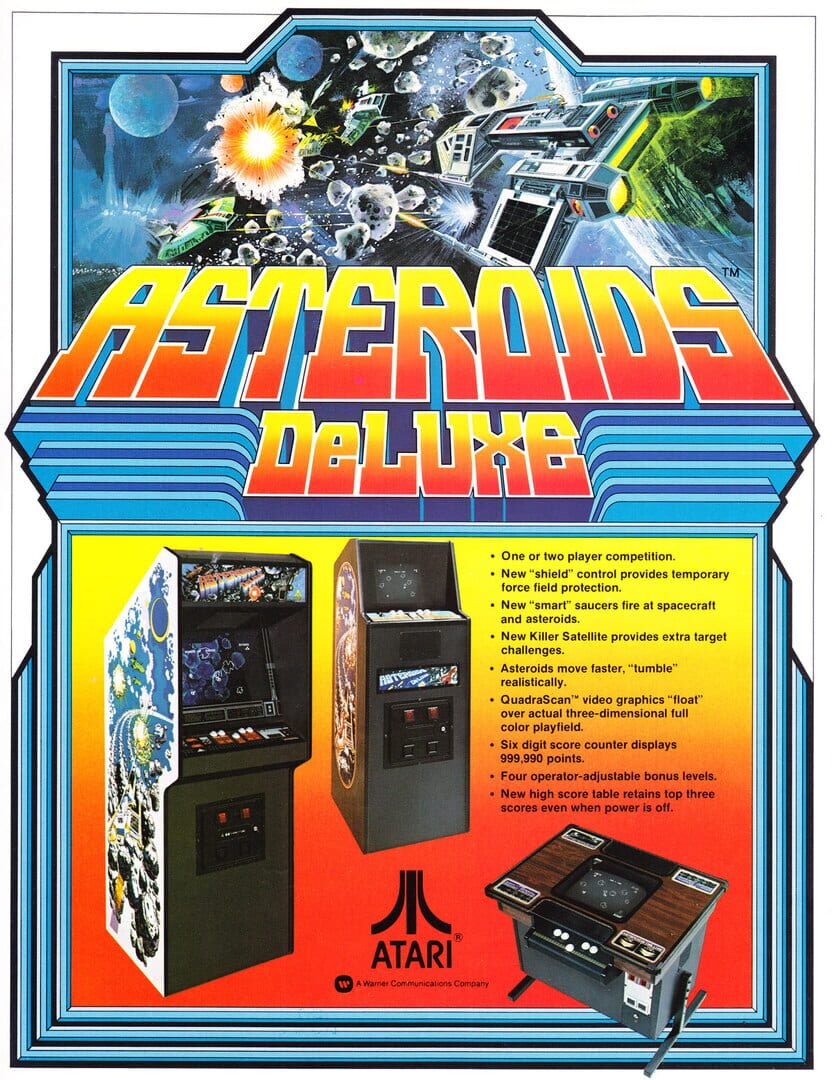 ASTEROIDS™
DeLUXE
• One or two player competition.
• New “shield” control provides temporary
force field protection.
• New “smart” saucers fire at spacecraft
and asteroids.
• New Killer Satellite provides extra target
challenges.
• Asteroids move faster, “tumble”
realistically.
• QuadraScan™ video graphics “float”
over actual three-dimensional full
color playfield.
• Six digit score counter displays
999,990 points.
• Four operator-adjustable bonus levels.
• New high score table retains top three
scores even when power is off.
ASTEROIDS
ASTEROIDS
DELUXE
ATARI®
A Warner Communications Company